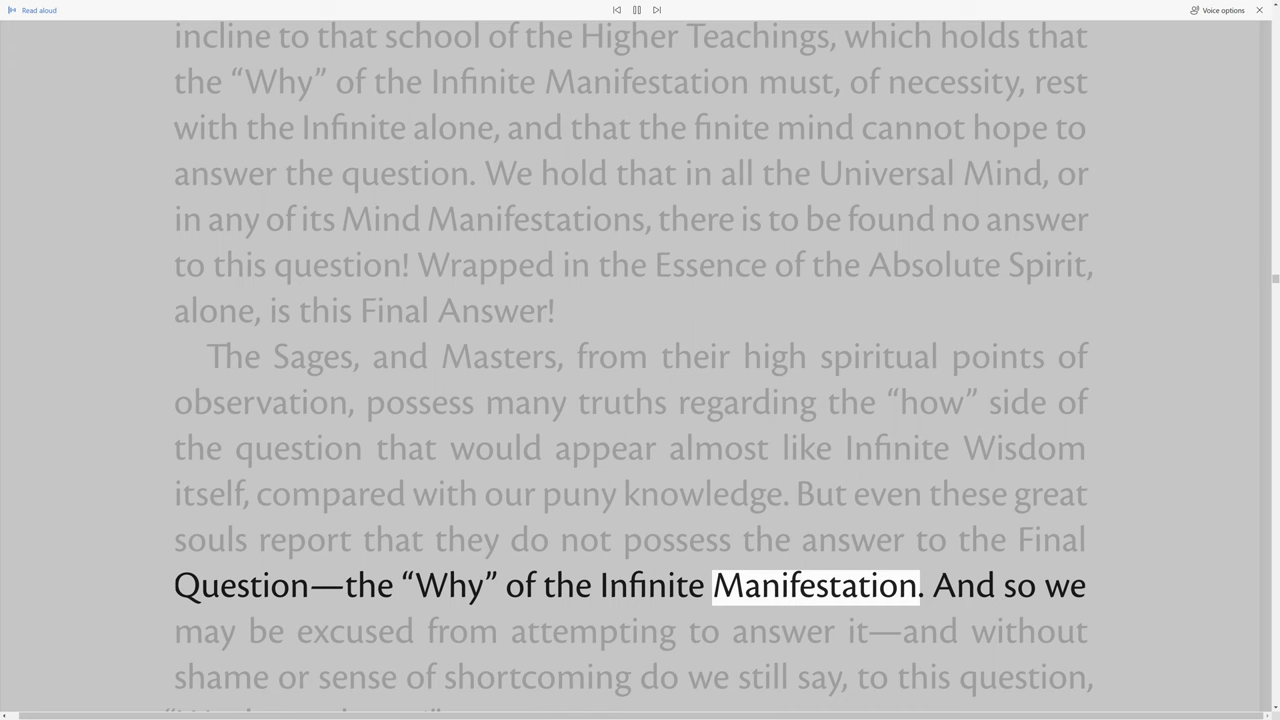 Read aloud
Voice options
incline to that school of the Higher Teachings, which holds that
the “Why” of the Infinite Manifestation must, of necessity, rest
with the Infinite alone, and that the finite mind cannot hope to
answer the question. We hold that in all the Universal Mind, or
in any of its Mind Manifestations, there is to be found no answer
to this question! Wrapped in the Essence of the Absolute Spirit,
alone, is this Final Answer!
The Sages, and Masters, from their high spiritual points of
observation, possess many truths regarding the “how” side of
the question that would appear almost like Infinite Wisdom
itself, compared with our puny knowledge. But even these great
souls report that they do not possess the answer to the Final
Question—the “Why” of the Infinite Manifestation. And so we
may be excused from attempting to answer it—and without
shame or sense of shortcoming do we still say, to this question,